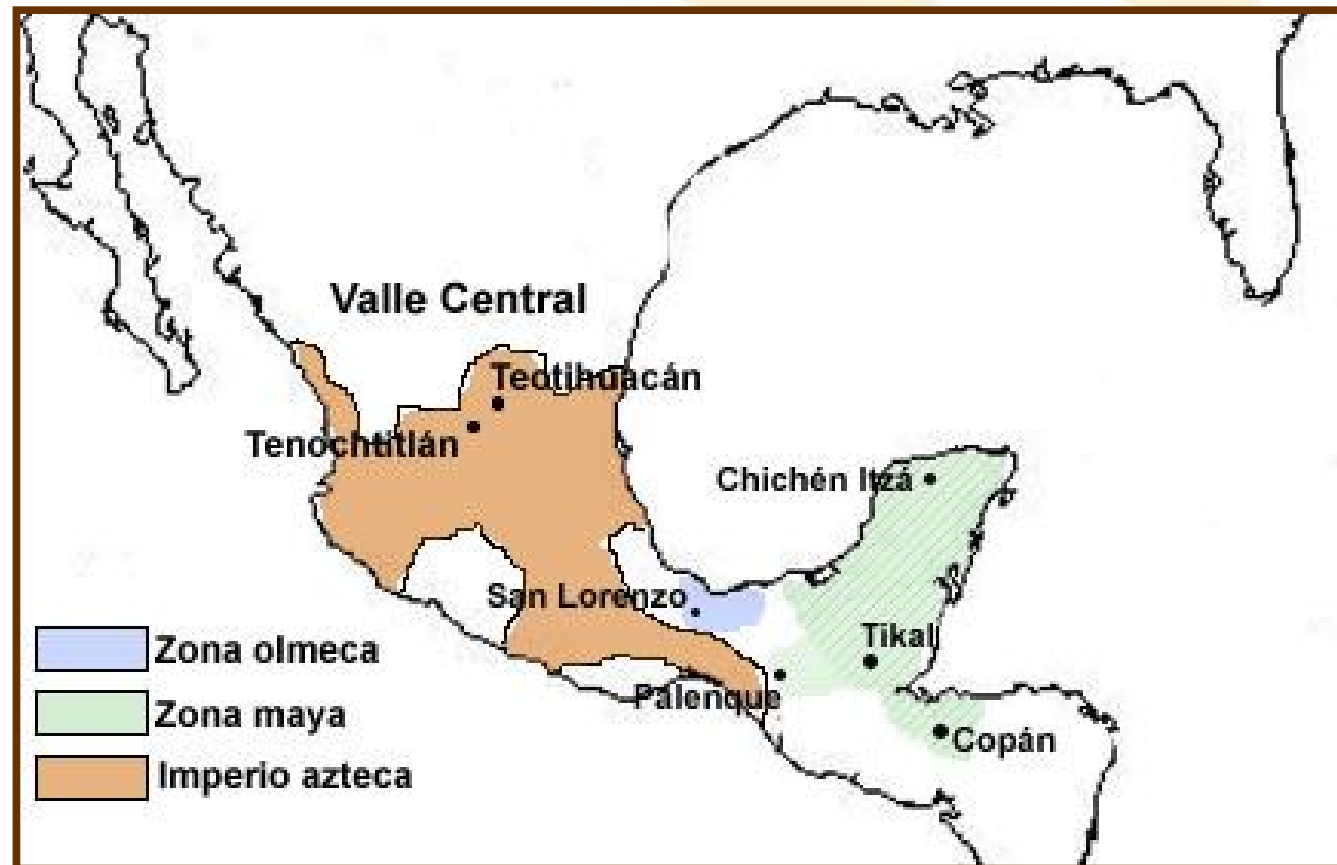 Valle Central
Teotihuacán
Tenochtitlán
Chichén Itzá
San Lorenzo
Tikal
Palenque
Copán
Zona olmeca
Zona maya
Imperio azteca